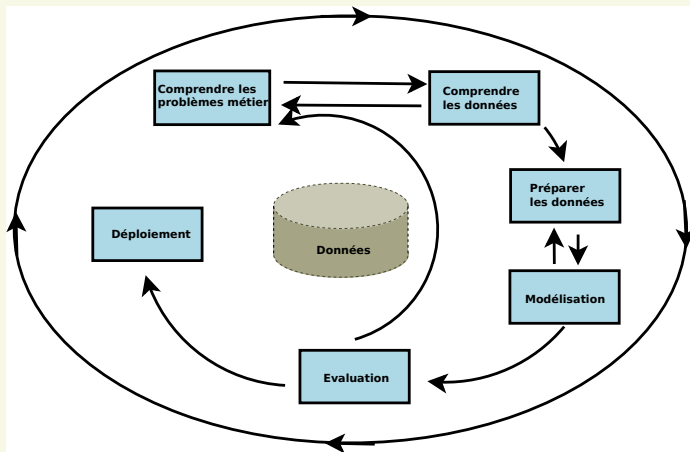 Comprendre les
problèmes métier
Comprendre
les données
Préparer
les données
Déploiement
Données
Modélisation
Evaluation